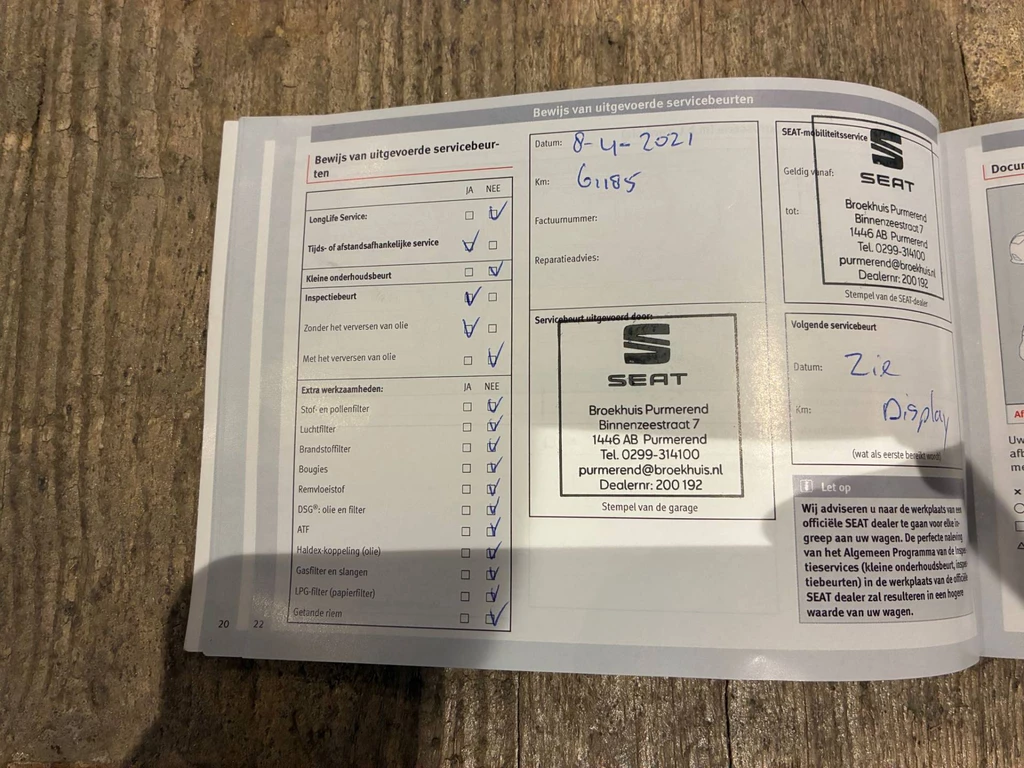 Bewijs van uitgevoerde servicebeurten
Bewijs van uitgevoerde servicebeur-
ten
JA NEE
LongLife Service:
Tijds- of afstandsafhankelijke service
Kleine onderhoudsbeurt
Inspectiebeurt
Zonder het verversen van olie
Met het verversen van olie
Extra werkzaamheden: JA NEE
Stof- en pollenfilter
Luchtfilter
Brandstoffilter
Bougies
Remvloeistof
DSG®: olie en filter
ATF
Haldex-koppeling (olie)
Gasfilter en slangen
LPG-filter (papierfilter)
Getande riem
20 22
Datum: 8-4-2021
Km: 61185
Factuurnummer:
Reparatieadvies:
Servicebeurt uitgevoerd door:
SEAT
Broekhuis Purmerend
Binnenzeestraat 7
1446 AB Purmerend
Tel. 0299-314100
purmerend@broekhuis.nl
Dealernr: 200 192
Stempel van de garage
SEAT-mobiliteitsservice
Geldig vanaf:
tot:
SEAT
Broekhuis Purmerend
Binnenzeestraat 7
1446 AB Purmerend
Tel. 0299-314100
purmerend@broekhuis.nl
Dealernr: 200 192
Stempel van de SEAT-dealer
Volgende servicebeurt
Datum: Zie
Km: Display
(wat als eerste bereikt wordt)
i Let op
Wij adviseren u naar de werkplaats van een
officiële SEAT dealer te gaan voor elke in-
greep aan uw wagen. De perfecte naleving
van het Algemeen Programma van de Inspec-
tieservices (kleine onderhoudsbeurt, inspec-
tiebeurten) in de werkplaats van de officiële
SEAT dealer zal resulteren in een hogere
waarde van uw wagen.
Docu
Af
Uw
afb
me